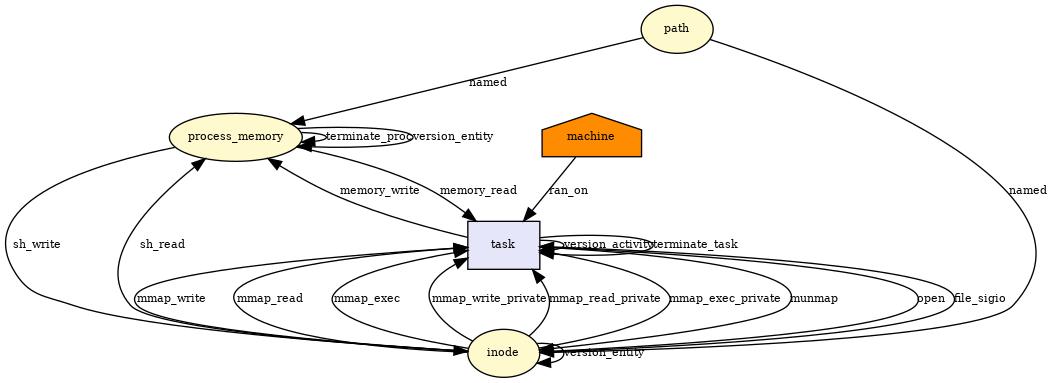 path
named
process_memory
terminate_proc
version_entity
machine
memory_write
memory_read
ran_on
named
sh_write
sh_read
task
version_activity
terminate_task
mmap_write
mmap_read
mmap_exec
mmap_write_private
mmap_read_private
mmap_exec_private
munmap
open
file_sigio
inode
version_entity